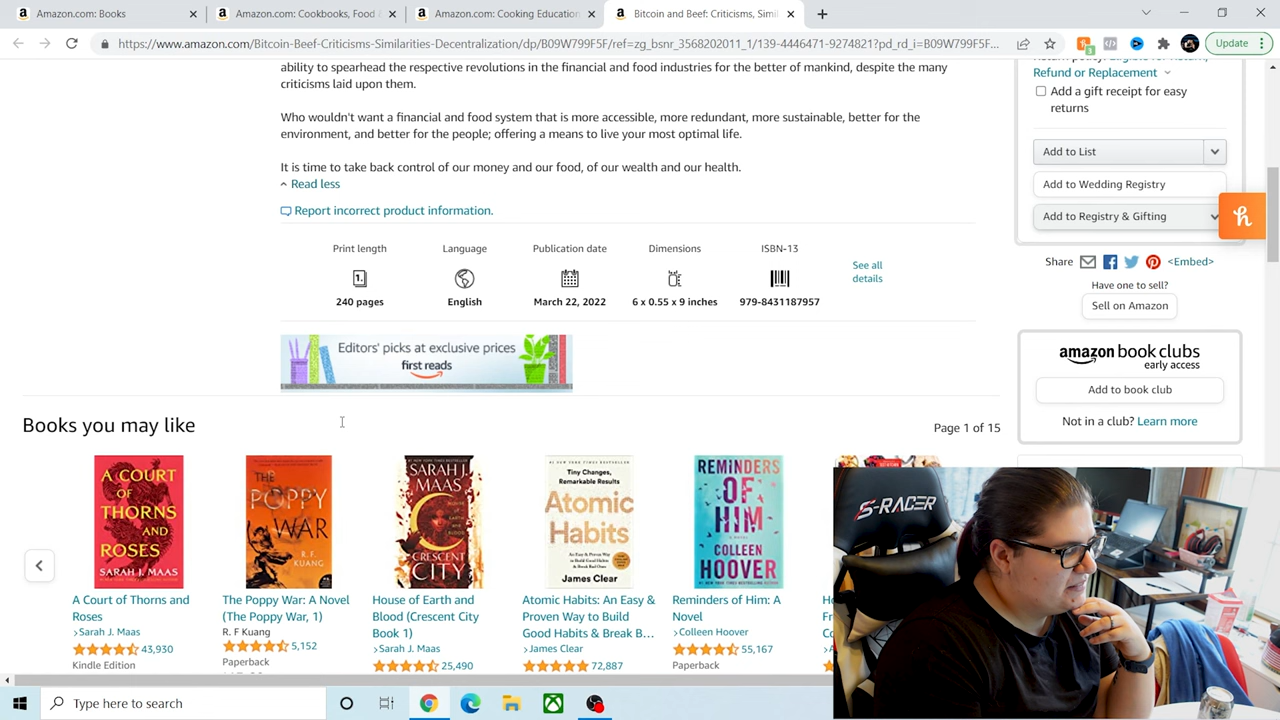 Amazon.com: Books
Amazon.com: Cookbooks, Food &
Amazon.com: Cooking Education
Bitcoin and Beef: Criticisms, Simil
https://www.amazon.com/Bitcoin-Beef-Criticisms-Similarities-Decentralization/dp/B09W799F5F/ref=zg_bsnr_3568202011_1/139-4446471-9274821?pd_rd_i=B09W799F5F...
3
Update
ability to spearhead the respective revolutions in the financial and food industries for the better of mankind, despite the many
criticisms laid upon them.
Who wouldn't want a financial and food system that is more accessible, more redundant, more sustainable, better for the
environment, and better for the people; offering a means to live your most optimal life.
It is time to take back control of our money and our food, of our wealth and our health.
Read less
Report incorrect product information.
Print length
Language
Publication date
Dimensions
ISBN-13
240 pages
English
March 22, 2022
6 x 0.55 x 9 inches
979-8431187957
See all
details
Editors' picks at exclusive prices
first reads
Refund or Replacement
Add a gift receipt for easy
returns
Add to List
Add to Wedding Registry
Add to Registry & Gifting
h
Share
<Embed>
Have one to sell?
Sell on Amazon
amazon book clubs
early access
Add to book club
Not in a club? Learn more
Books you may like
Page 1 of 15
A COURT
OF
THORNS
AND
ROSES
SARAH J. MAAS
THE
POPPY
WAR
R.F.
KUANG
SARAH J.
MAAS
CRESCENT
CITY
Tiny Changes,
Remarkable Results
Atomic
Habits
An Easy &
Proven Way to
Build Good
Habits & Break
Bad Ones
James Clear
REMINDERS
OF
HIM
COLLEEN
HOOVER
A Court of Thorns and
Roses
Sarah J. Maas
43,930
Kindle Edition
The Poppy War: A Novel
(The Poppy War, 1)
R. F Kuang
5,152
Paperback
House of Earth and
Blood (Crescent City
Book 1)
Sarah J. Maas
25,490
Atomic Habits: An Easy &
Proven Way to Build
Good Habits & Break B...
James Clear
72,887
Reminders of Him: A
Novel
Colleen Hoover
55,167
Paperback
S-RACER
Type here to search